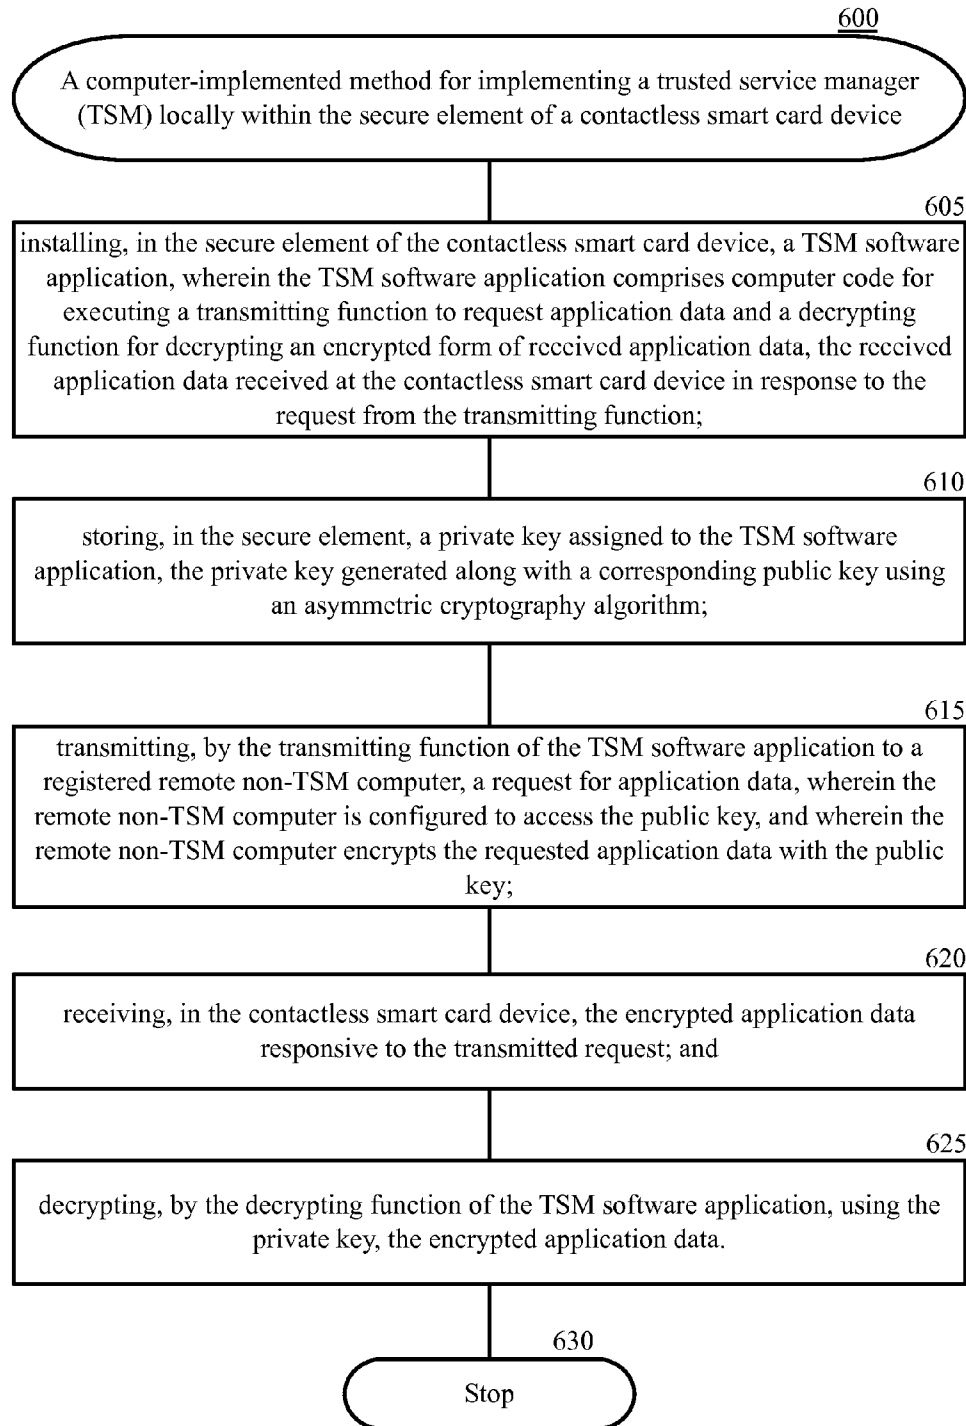 600
A computer-implemented method for implementing a trusted service manager
(TSM) locally within the secure element of a contactless smart card device
605
installing, in the secure element of the contactless smart card device, a TSM software
application, wherein the TSM software application comprises computer code for
executing a transmitting function to request application data and a decrypting
function for decrypting an encrypted form of received application data, the received
application data received at the contactless smart card device in response to the
request from the transmitting function;
610
storing, in the secure element, a private key assigned to the TSM software
application, the private key generated along with a corresponding public key using
an asymmetric cryptography algorithm;
615
transmitting, by the transmitting function of the TSM software application to a
registered remote non-TSM computer, a request for application data, wherein the
remote non-TSM computer is configured to access the public key, and wherein the
remote non-TSM computer encrypts the requested application data with the public
key;
620
receiving, in the contactless smart card device, the encrypted application data
responsive to the transmitted request; and
625
decrypting, by the decrypting function of the TSM software application, using the
private key, the encrypted application data.
630
Stop